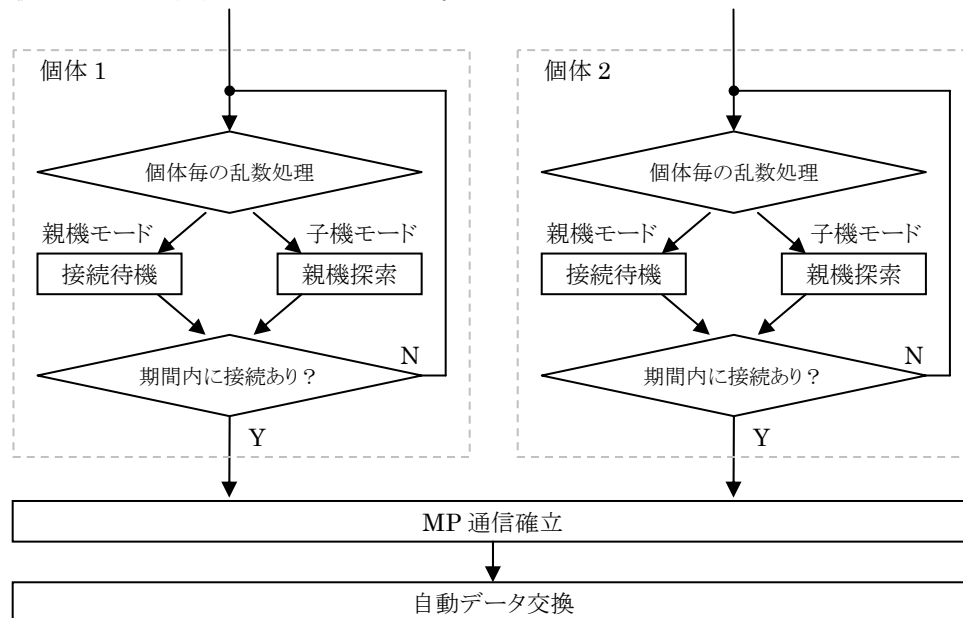 個体 1
個体 2
個体毎の乱数処理
個体毎の乱数処理
親機モード
子機モード
親機モード
子機モード
接続待機
親機探索
接続待機
親機探索
N
N
期間内に接続あり?
期間内に接続あり?
Y
Y
MP 通信確立
自動データ交換